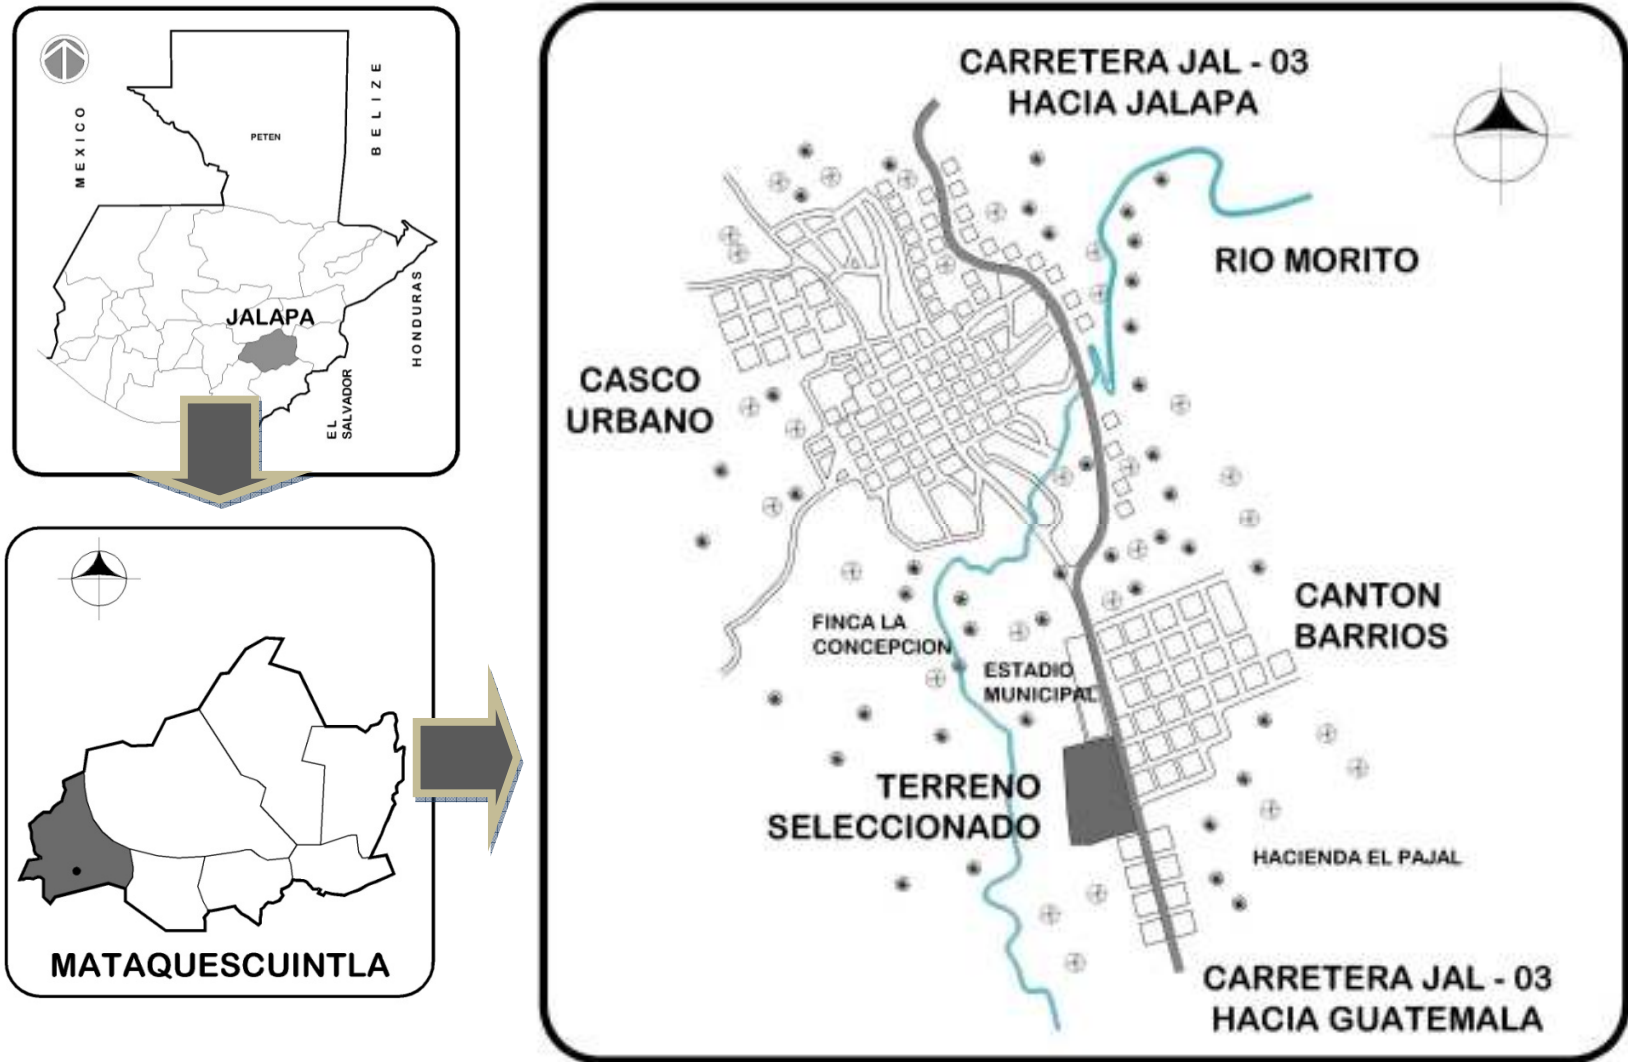 MEXICO
PETEN
BELIZE
JALAPA
HONDURAS
EL
SALVADOR
MATAQUESCUINTLA
CARRETERA JAL - 03
HACIA JALAPA
RIO MORITO
CASCO
URBANO
CANTON
BARRIOS
FINCA LA
CONCEPCION
ESTADIO
MUNICIPAL
TERRENO
SELECCIONADO
HACIENDA EL PAJAL
CARRETERA JAL - 03
HACIA GUATEMALA